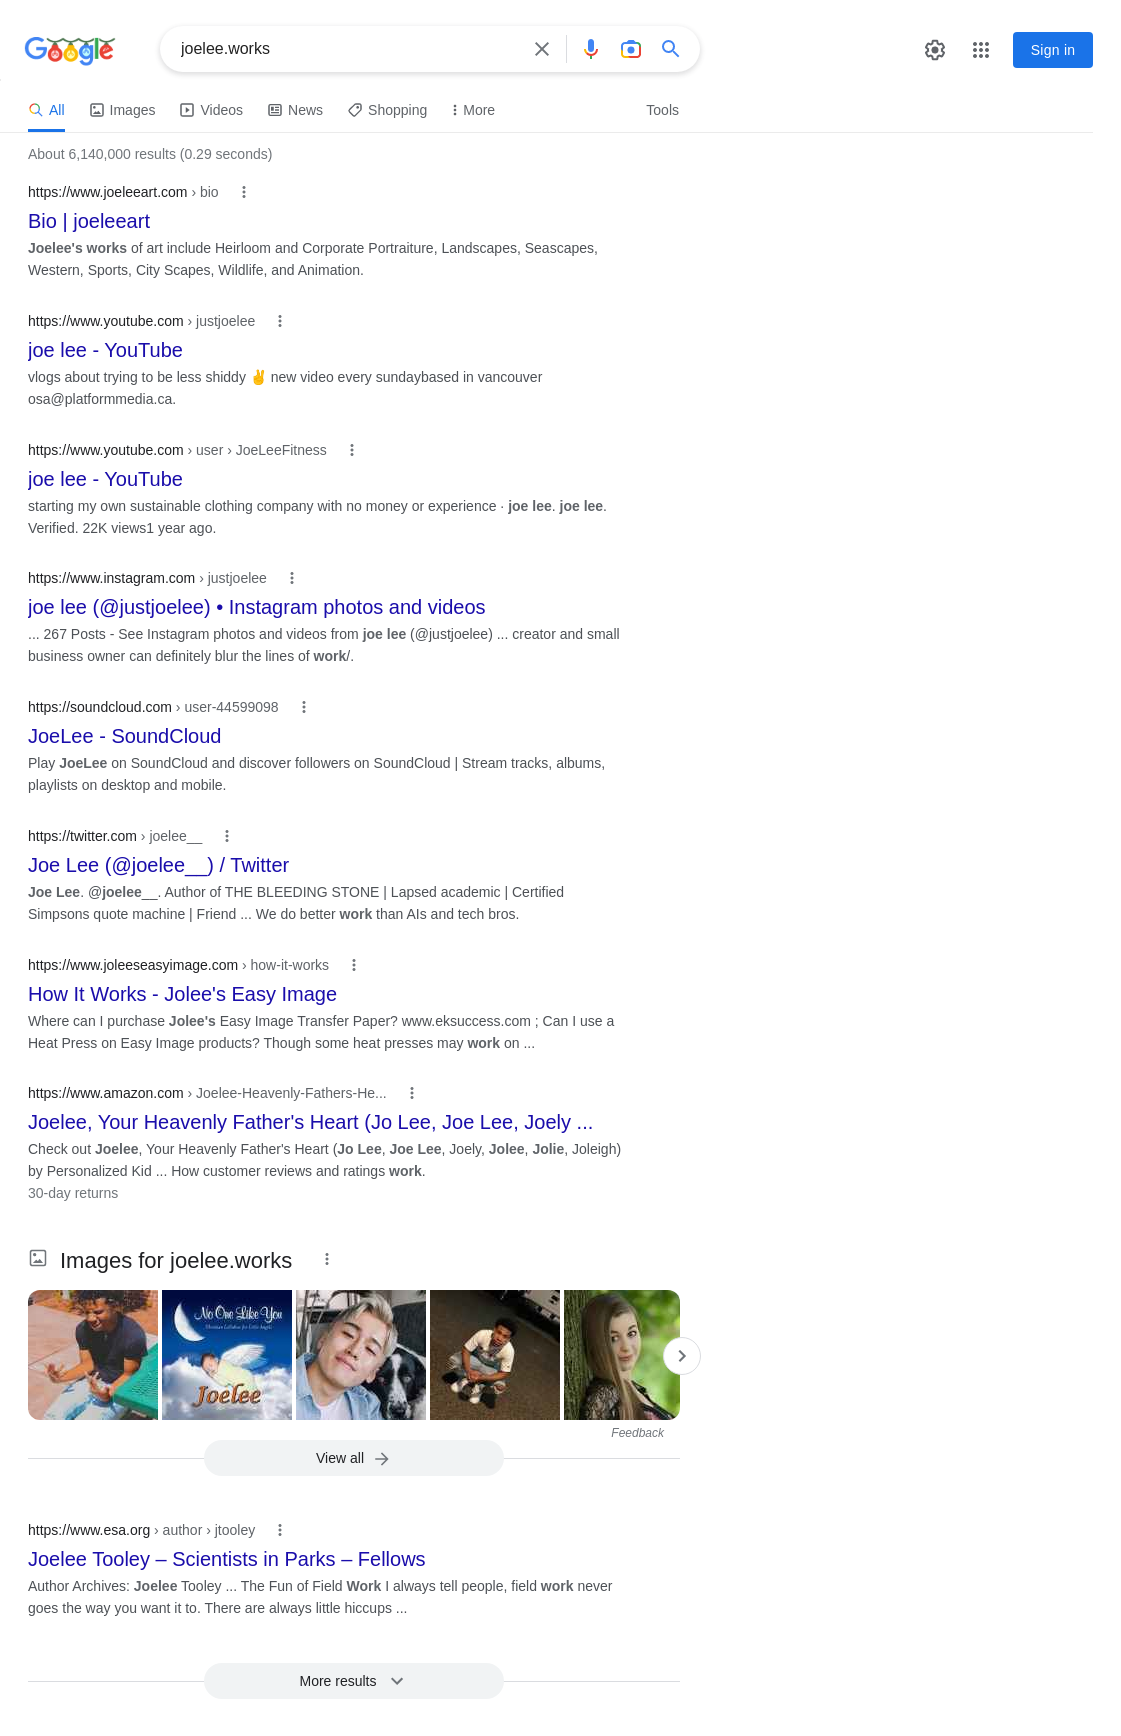 Google
joelee.works
Sign in
All Images Videos News Shopping More Tools
About 6,140,000 results (0.29 seconds)
https://www.joeleeart.com › bio
Bio | joeleeart
Joelee's works of art include Heirloom and Corporate Portraiture, Landscapes, Seascapes,
Western, Sports, City Scapes, Wildlife, and Animation.
https://www.youtube.com › justjoelee
joe lee - YouTube
vlogs about trying to be less shiddy ✌️ new video every sundaybased in vancouver
osa@platformmedia.ca.
https://www.youtube.com › user › JoeLeeFitness
joe lee - YouTube
starting my own sustainable clothing company with no money or experience · joe lee. joe lee.
Verified. 22K views1 year ago.
https://www.instagram.com › justjoelee
joe lee (@justjoelee) • Instagram photos and videos
... 267 Posts - See Instagram photos and videos from joe lee (@justjoelee) ... creator and small
business owner can definitely blur the lines of work/.
https://soundcloud.com › user-44599098
JoeLee - SoundCloud
Play JoeLee on SoundCloud and discover followers on SoundCloud | Stream tracks, albums,
playlists on desktop and mobile.
https://twitter.com › joelee__
Joe Lee (@joelee__) / Twitter
Joe Lee. @joelee__. Author of THE BLEEDING STONE | Lapsed academic | Certified
Simpsons quote machine | Friend ... We do better work than AIs and tech bros.
https://www.joleeseasyimage.com › how-it-works
How It Works - Jolee's Easy Image
Where can I purchase Jolee's Easy Image Transfer Paper? www.eksuccess.com ; Can I use a
Heat Press on Easy Image products? Though some heat presses may work on ...
https://www.amazon.com › Joelee-Heavenly-Fathers-He...
Joelee, Your Heavenly Father's Heart (Jo Lee, Joe Lee, Joely ...
Check out Joelee, Your Heavenly Father's Heart (Jo Lee, Joe Lee, Joely, Jolee, Jolie, Joleigh)
by Personalized Kid ... How customer reviews and ratings work.
30-day returns
Images for joelee.works
No One Like You
Joelee
Feedback
View all
https://www.esa.org › author › jtooley
Joelee Tooley – Scientists in Parks – Fellows
Author Archives: Joelee Tooley ... The Fun of Field Work I always tell people, field work never
goes the way you want it to. There are always little hiccups ...
More results